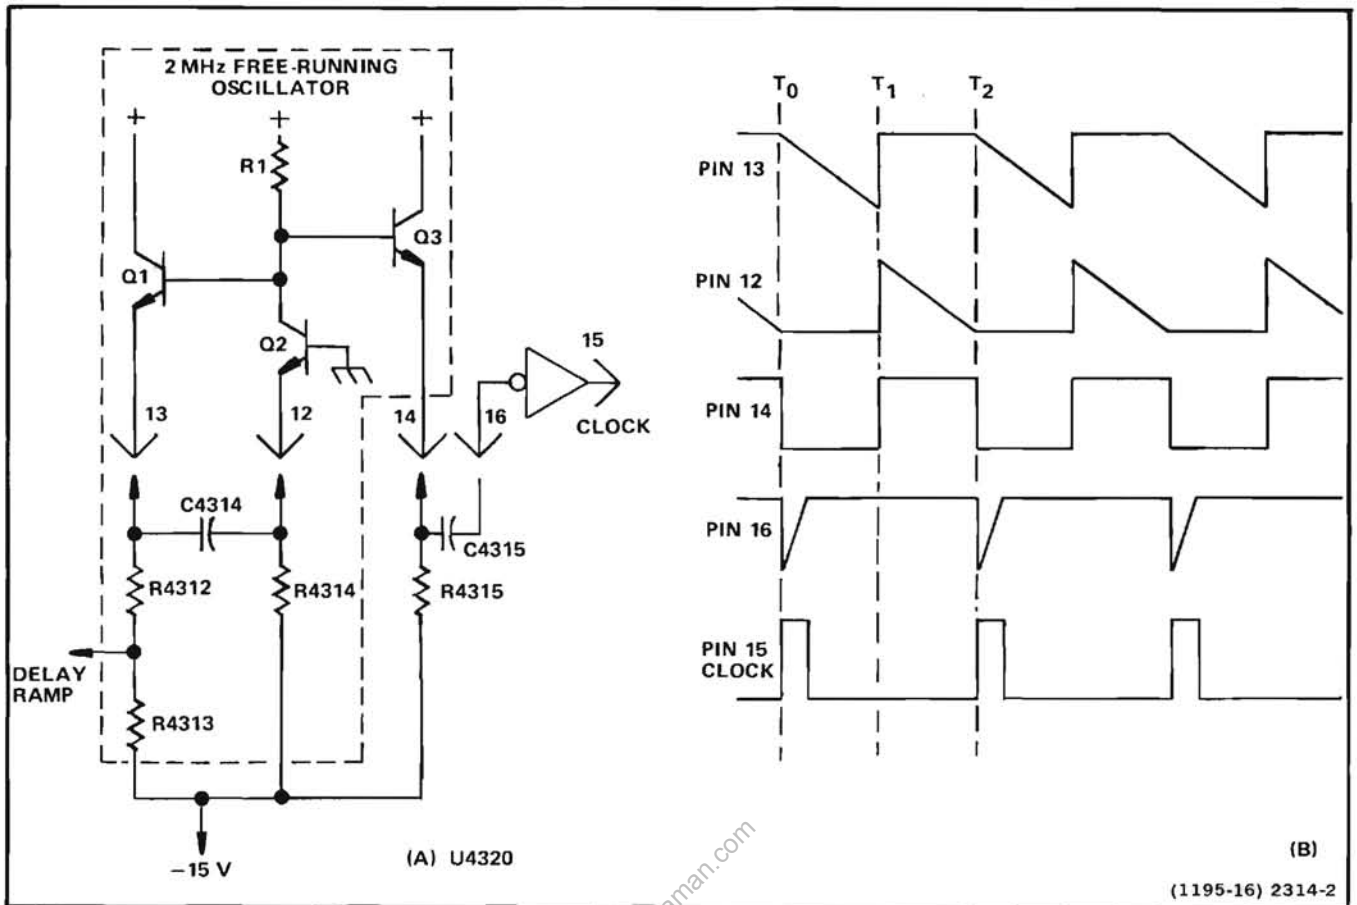 2 MHz FREE-RUNNING
OSCILLATOR
+ + +
R1
Q1
Q3
Q2
15
13
12
14
16
CLOCK
C4314
C4315
R4312
R4314
R4315
DELAY
RAMP
R4313
−15 V
(A) U4320
T0 T1 T2
PIN 13
PIN 12
PIN 14
PIN 16
PIN 15
CLOCK
(B)
(1195-16) 2314-2